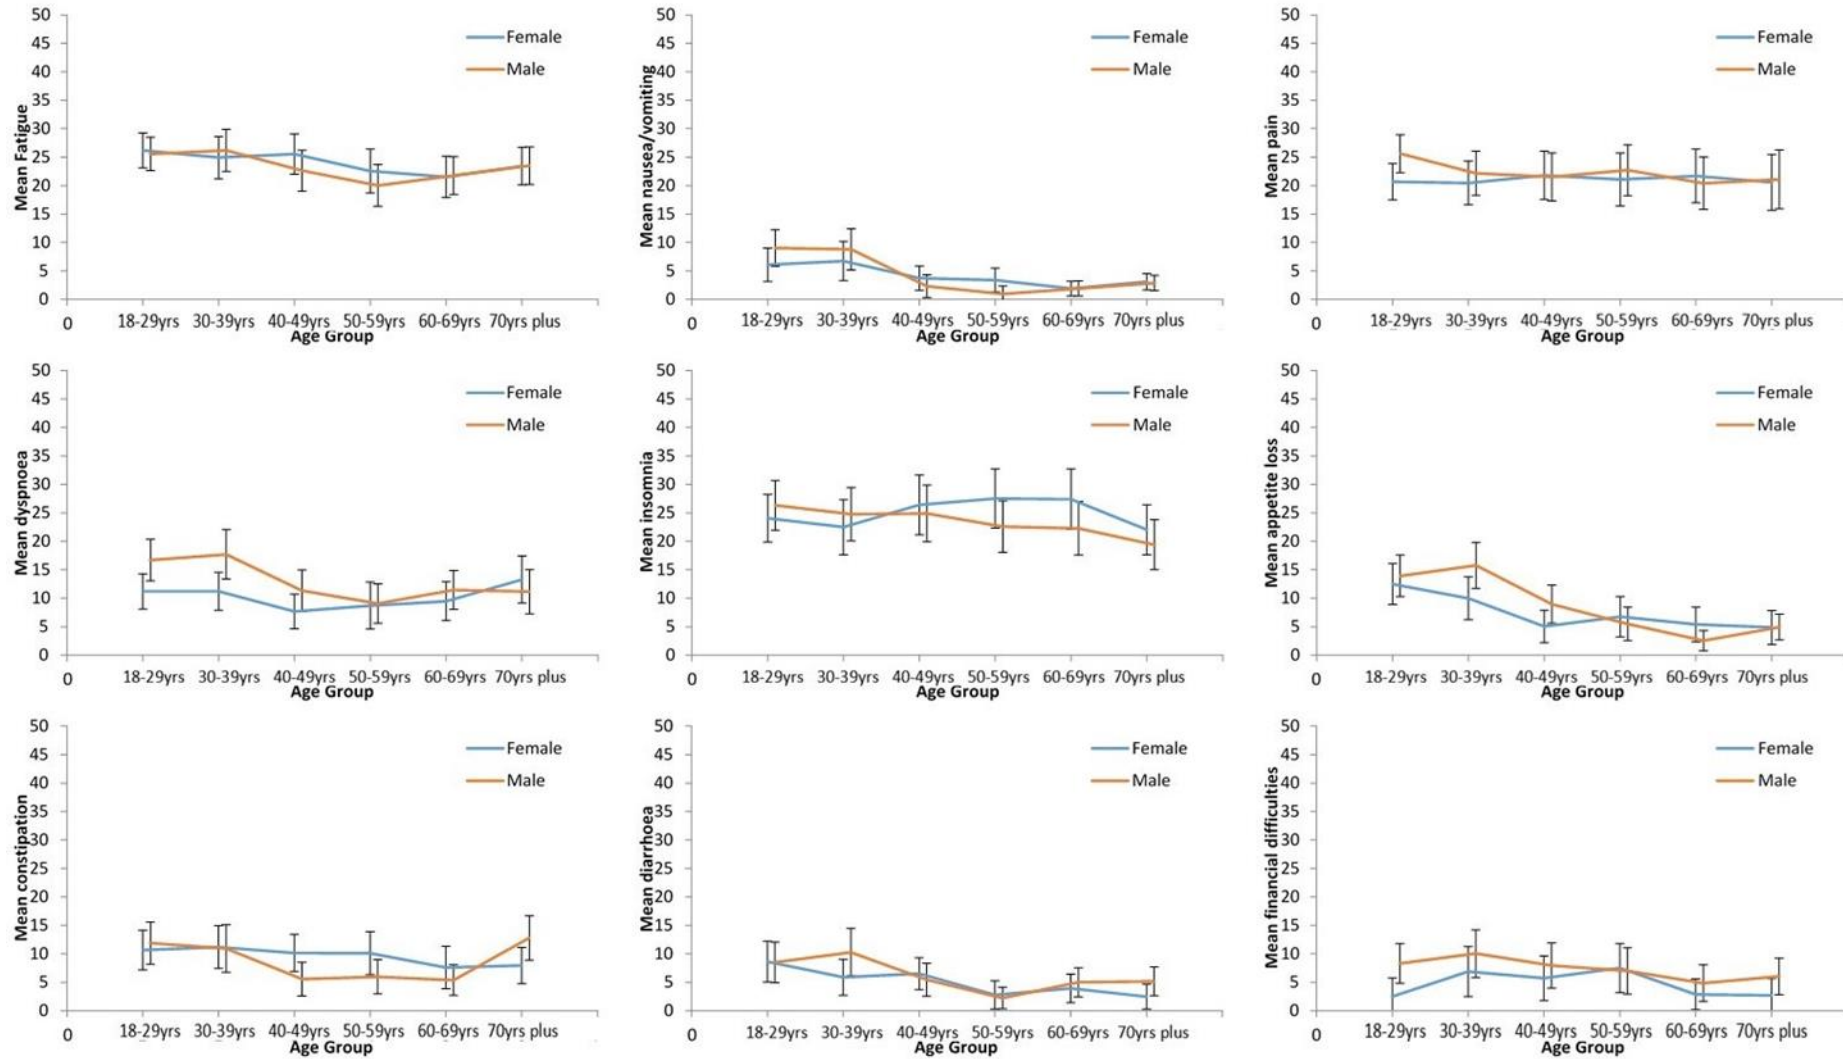 50
45
40
35
30
25
20
15
10
5
0
Mean Fatigue
Female
Male
0
18-29yrs 30-39yrs 40-49yrs 50-59yrs 60-69yrs 70yrs plus
Age Group
50
45
40
35
30
25
20
15
10
5
0
Mean nausea/vomiting
Female
Male
0
18-29yrs 30-39yrs 40-49yrs 50-59yrs 60-69yrs 70yrs plus
Age Group
50
45
40
35
30
25
20
15
10
5
0
Mean pain
Female
Male
0
18-29yrs 30-39yrs 40-49yrs 50-59yrs 60-69yrs 70yrs plus
Age Group
50
45
40
35
30
25
20
15
10
5
0
Mean dyspnoea
Female
Male
0
18-29yrs 30-39yrs 40-49yrs 50-59yrs 60-69yrs 70yrs plus
Age Group
50
45
40
35
30
25
20
15
10
5
0
Mean insomnia
Female
Male
0
18-29yrs 30-39yrs 40-49yrs 50-59yrs 60-69yrs 70yrs plus
Age Group
50
45
40
35
30
25
20
15
10
5
0
Mean appetite loss
Female
Male
0
18-29yrs 30-39yrs 40-49yrs 50-59yrs 60-69yrs 70yrs plus
Age Group
50
45
40
35
30
25
20
15
10
5
0
Mean constipation
Female
Male
0
18-29yrs 30-39yrs 40-49yrs 50-59yrs 60-69yrs 70yrs plus
Age Group
50
45
40
35
30
25
20
15
10
5
0
Mean diarrhoea
Female
Male
0
18-29yrs 30-39yrs 40-49yrs 50-59yrs 60-69yrs 70yrs plus
Age Group
50
45
40
35
30
25
20
15
10
5
0
Mean financial difficulties
Female
Male
0
18-29yrs 30-39yrs 40-49yrs 50-59yrs 60-69yrs 70yrs plus
Age Group